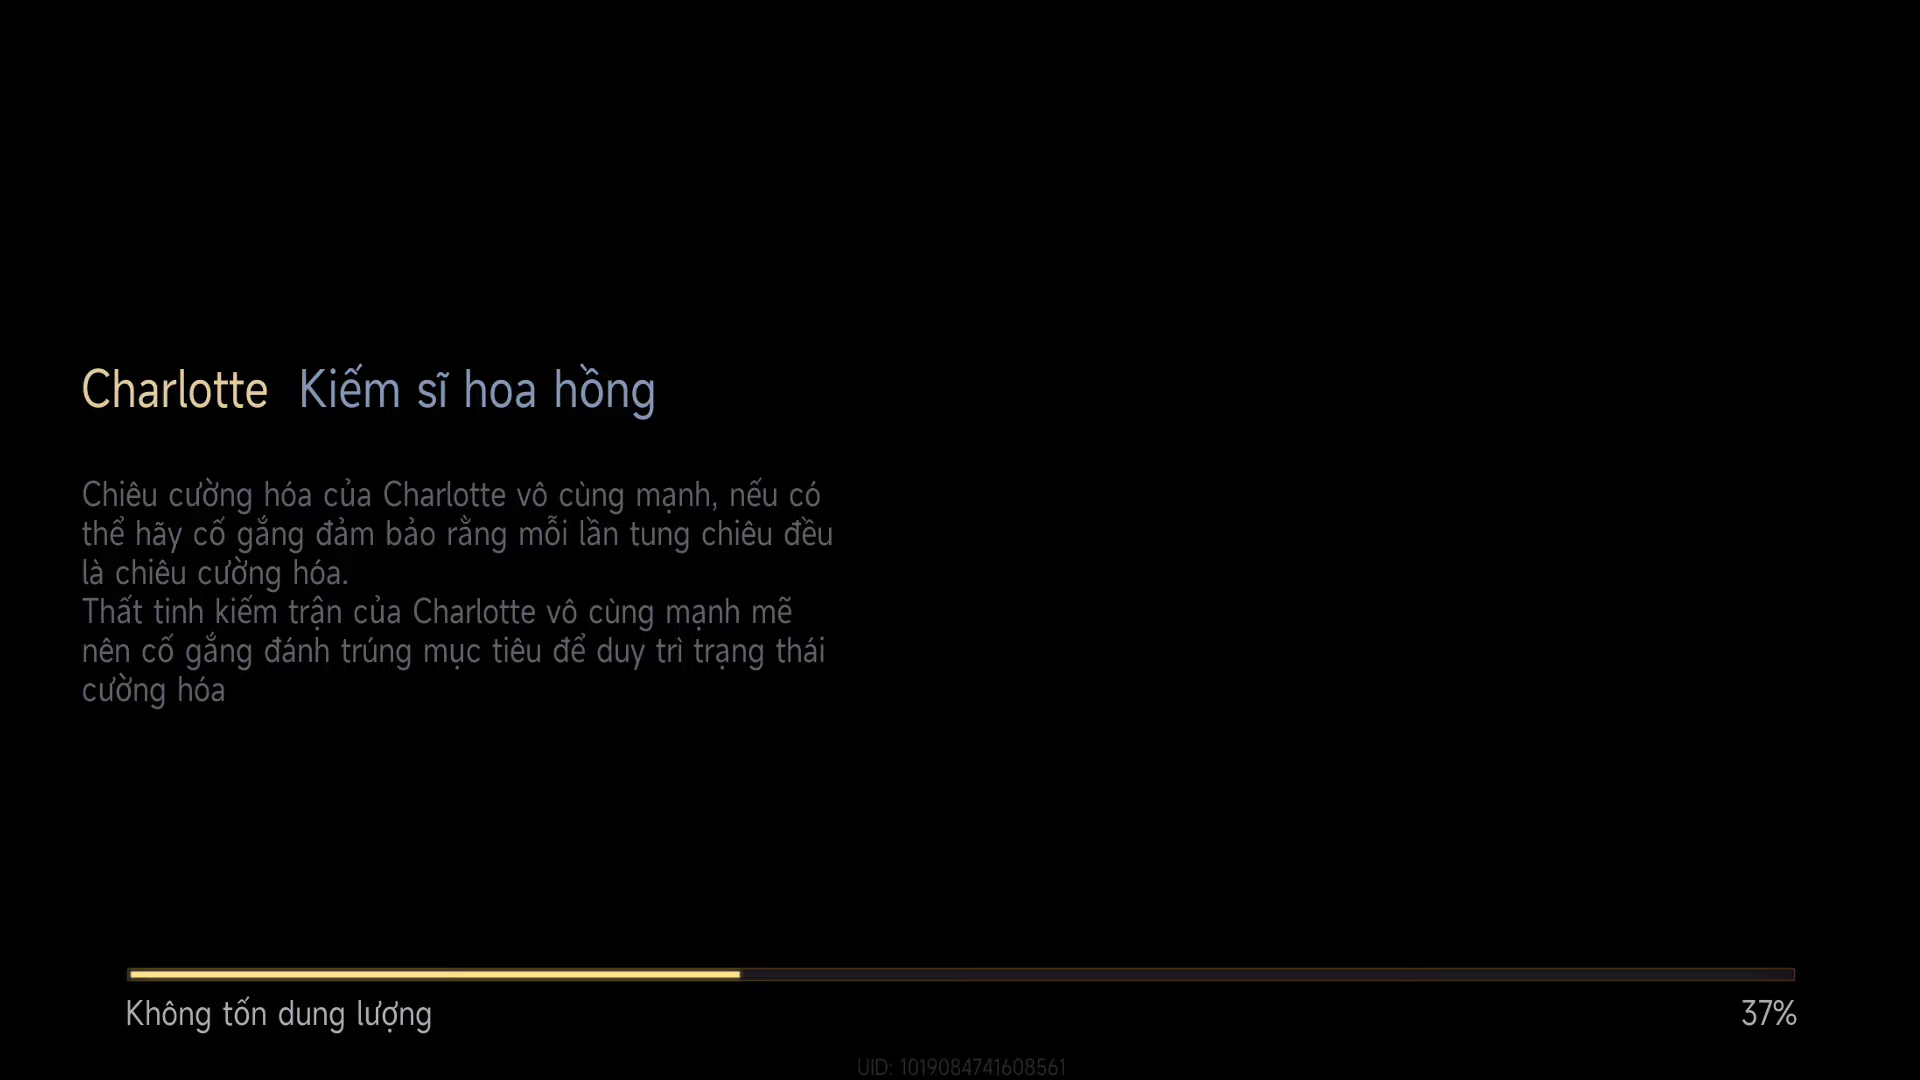 Charlotte Kiếm sĩ hoa hồng
Chiêu cường hóa của Charlotte vô cùng mạnh, nếu có
thể hãy cố gắng đảm bảo rằng mỗi lần tung chiêu đều
là chiêu cường hóa.
Thất tinh kiếm trận của Charlotte vô cùng mạnh mẽ
nên cố gắng đánh trúng mục tiêu để duy trì trạng thái
cường hóa
Không tốn dung lượng
37%
UID: 1019084741608561